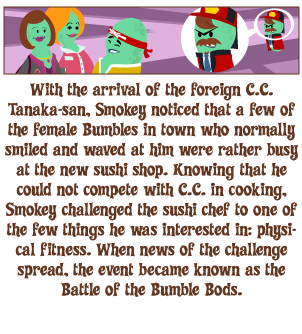 With the arrival of the foreign C.C.
Tanaka-san, Smokey noticed that a few of
the female Bumbles in town who normally
smiled and waved at him were rather busy
at the new sushi shop. Knowing that he
could not compete with C.C. in cooking,
Smokey challenged the sushi chef to one of
the few things he was interested in: physi-
cal fitness. When news of the challenge
spread, the event became known as the
Battle of the Bumble Bods.